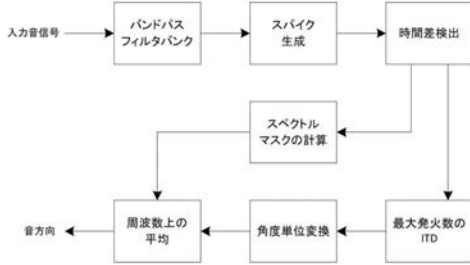 入力音信号
バンドパス
フィルタバンク
スパイク
生成
時間差検出
スペクトル
マスクの計算
音方向
周波数上の
平均
角度単位変換
最大発火数の
ITD